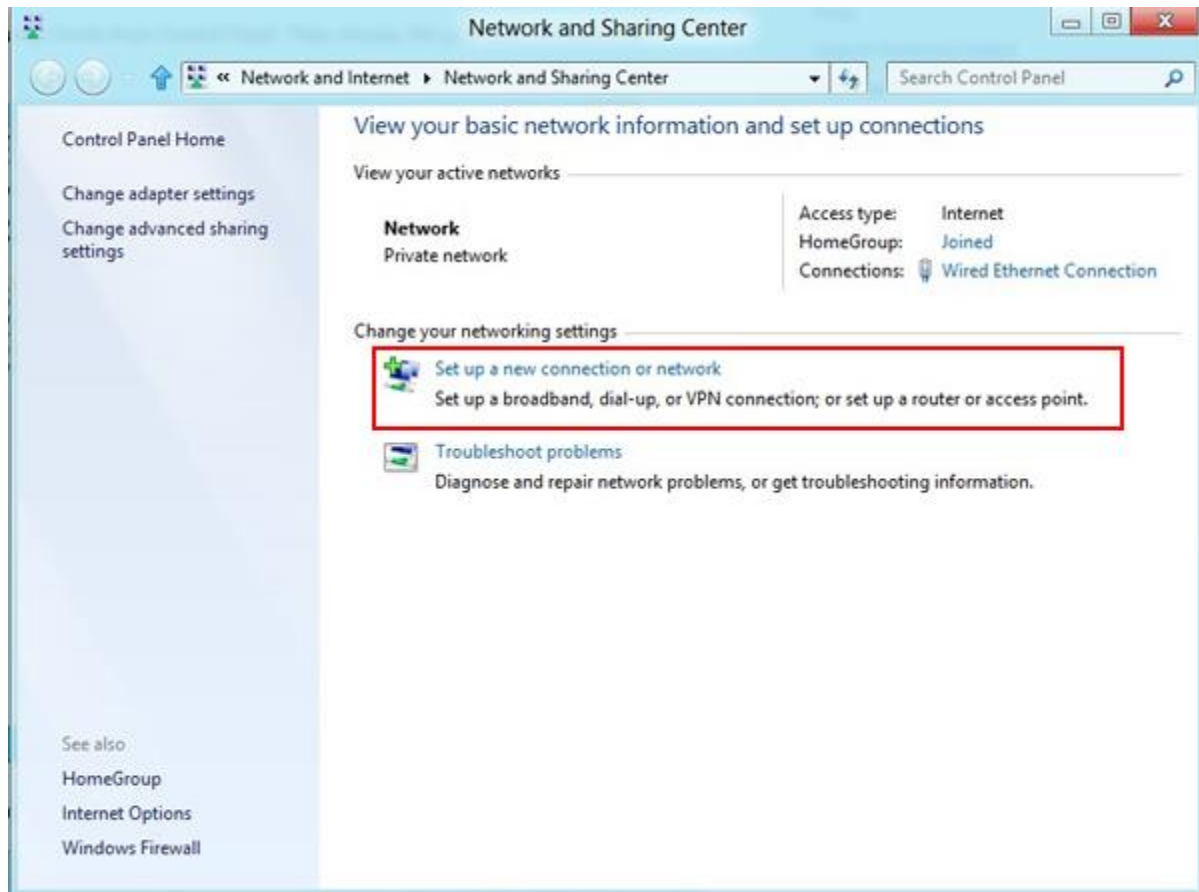 Network and Sharing Center
« Network and Internet ▸ Network and Sharing Center
Search Control Panel
Control Panel Home
Change adapter settings
Change advanced sharing
settings
See also
HomeGroup
Internet Options
Windows Firewall
View your basic network information and set up connections
View your active networks
Network
Private network
Access type: Internet
HomeGroup: Joined
Connections: Wired Ethernet Connection
Change your networking settings
Set up a new connection or network
Set up a broadband, dial-up, or VPN connection; or set up a router or access point.
Troubleshoot problems
Diagnose and repair network problems, or get troubleshooting information.